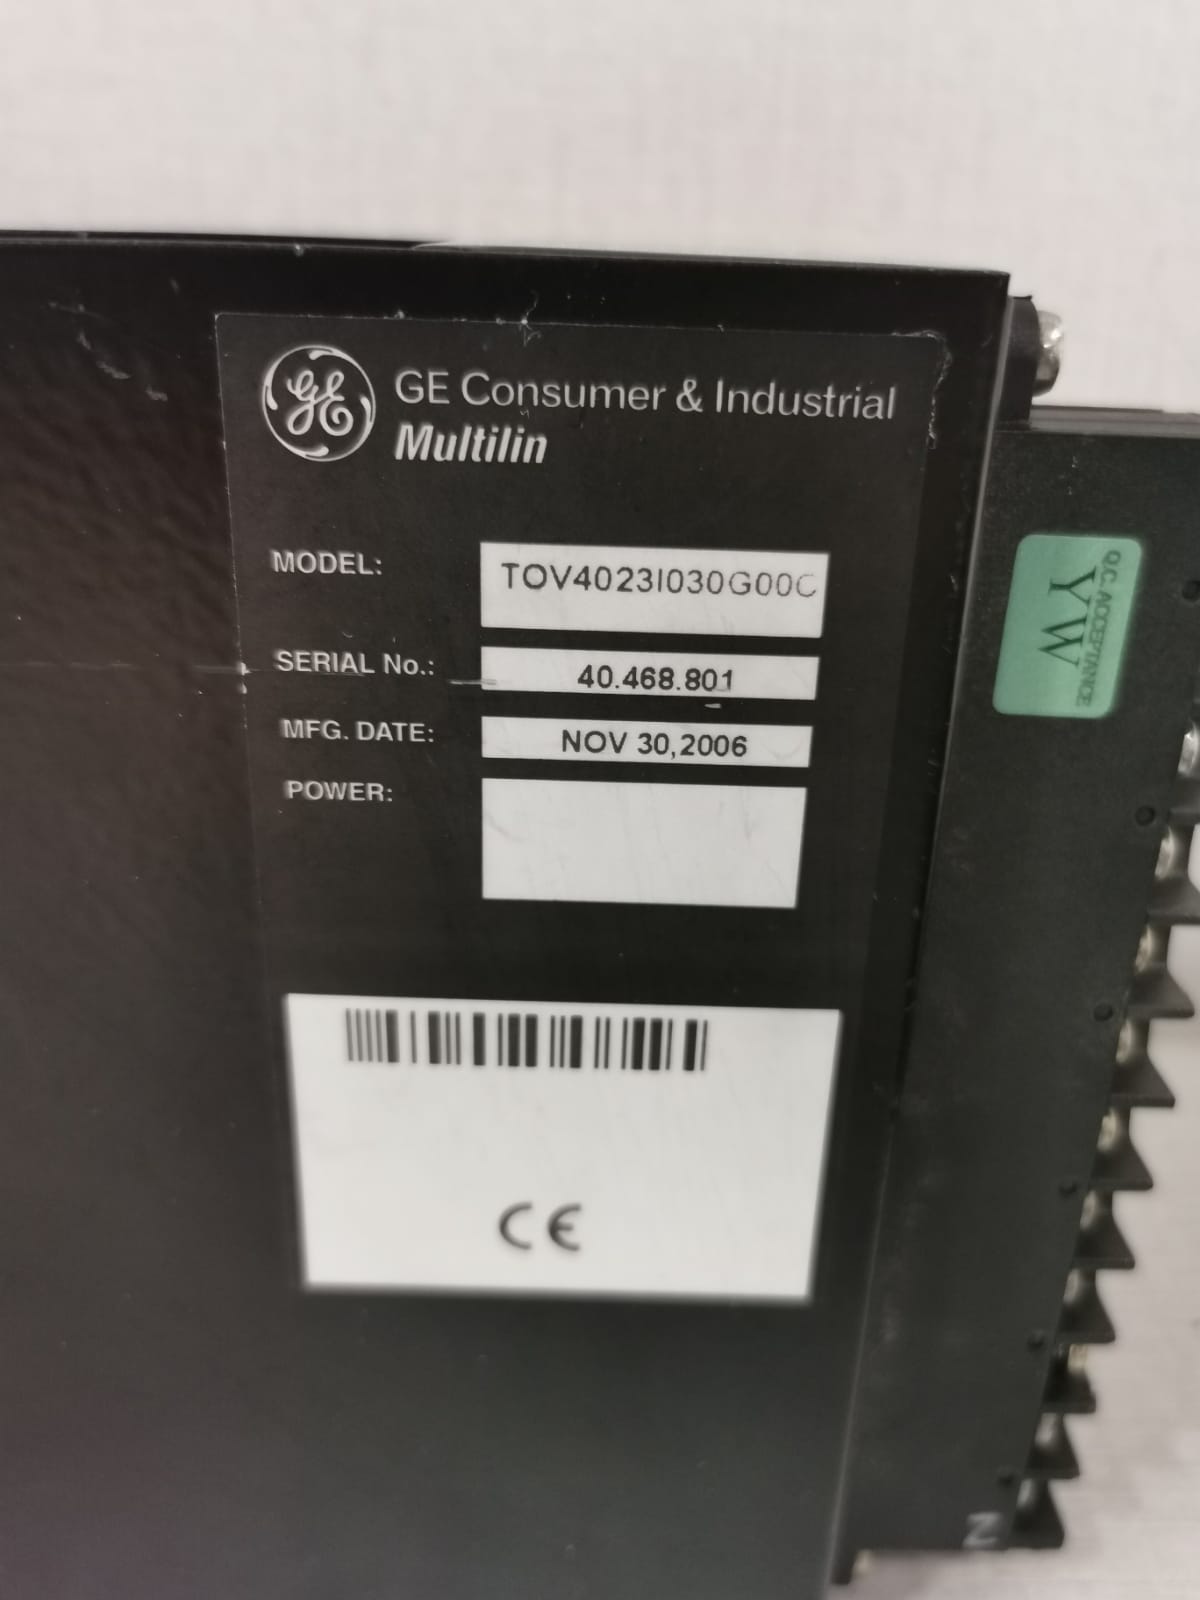 GE
GE Consumer & Industrial
Multilin
MODEL: TOV4023I030G00C
SERIAL No.: 40.468.801
MFG. DATE: NOV 30,2006
POWER:
CE
Q.C. ACCEPTANCE
YW
N